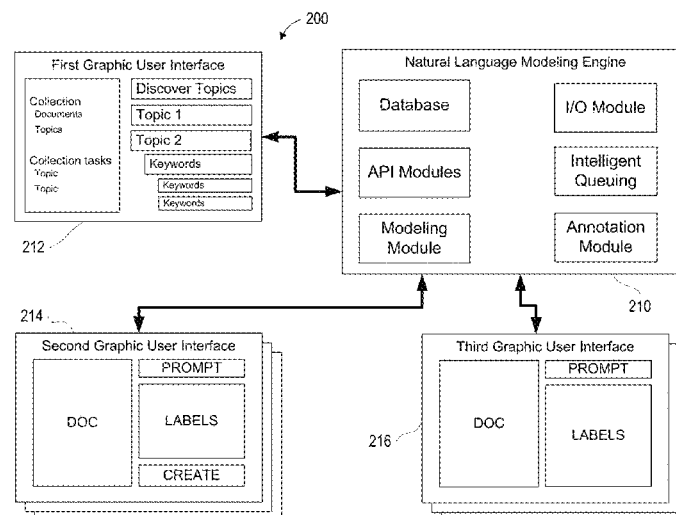 200
First Graphic User Interface
Collection
Documents
Topics
Collection tasks
Topic
Topic
Discover Topics
Topic 1
Topic 2
Keywords
Keywords
Keywords
212
Natural Language Modeling Engine
Database
I/O Module
API Modules
Intelligent
Queuing
Modeling
Module
Annotation
Module
210
214
Second Graphic User Interface
DOC
PROMPT
LABELS
CREATE
Third Graphic User Interface
DOC
PROMPT
LABELS
216